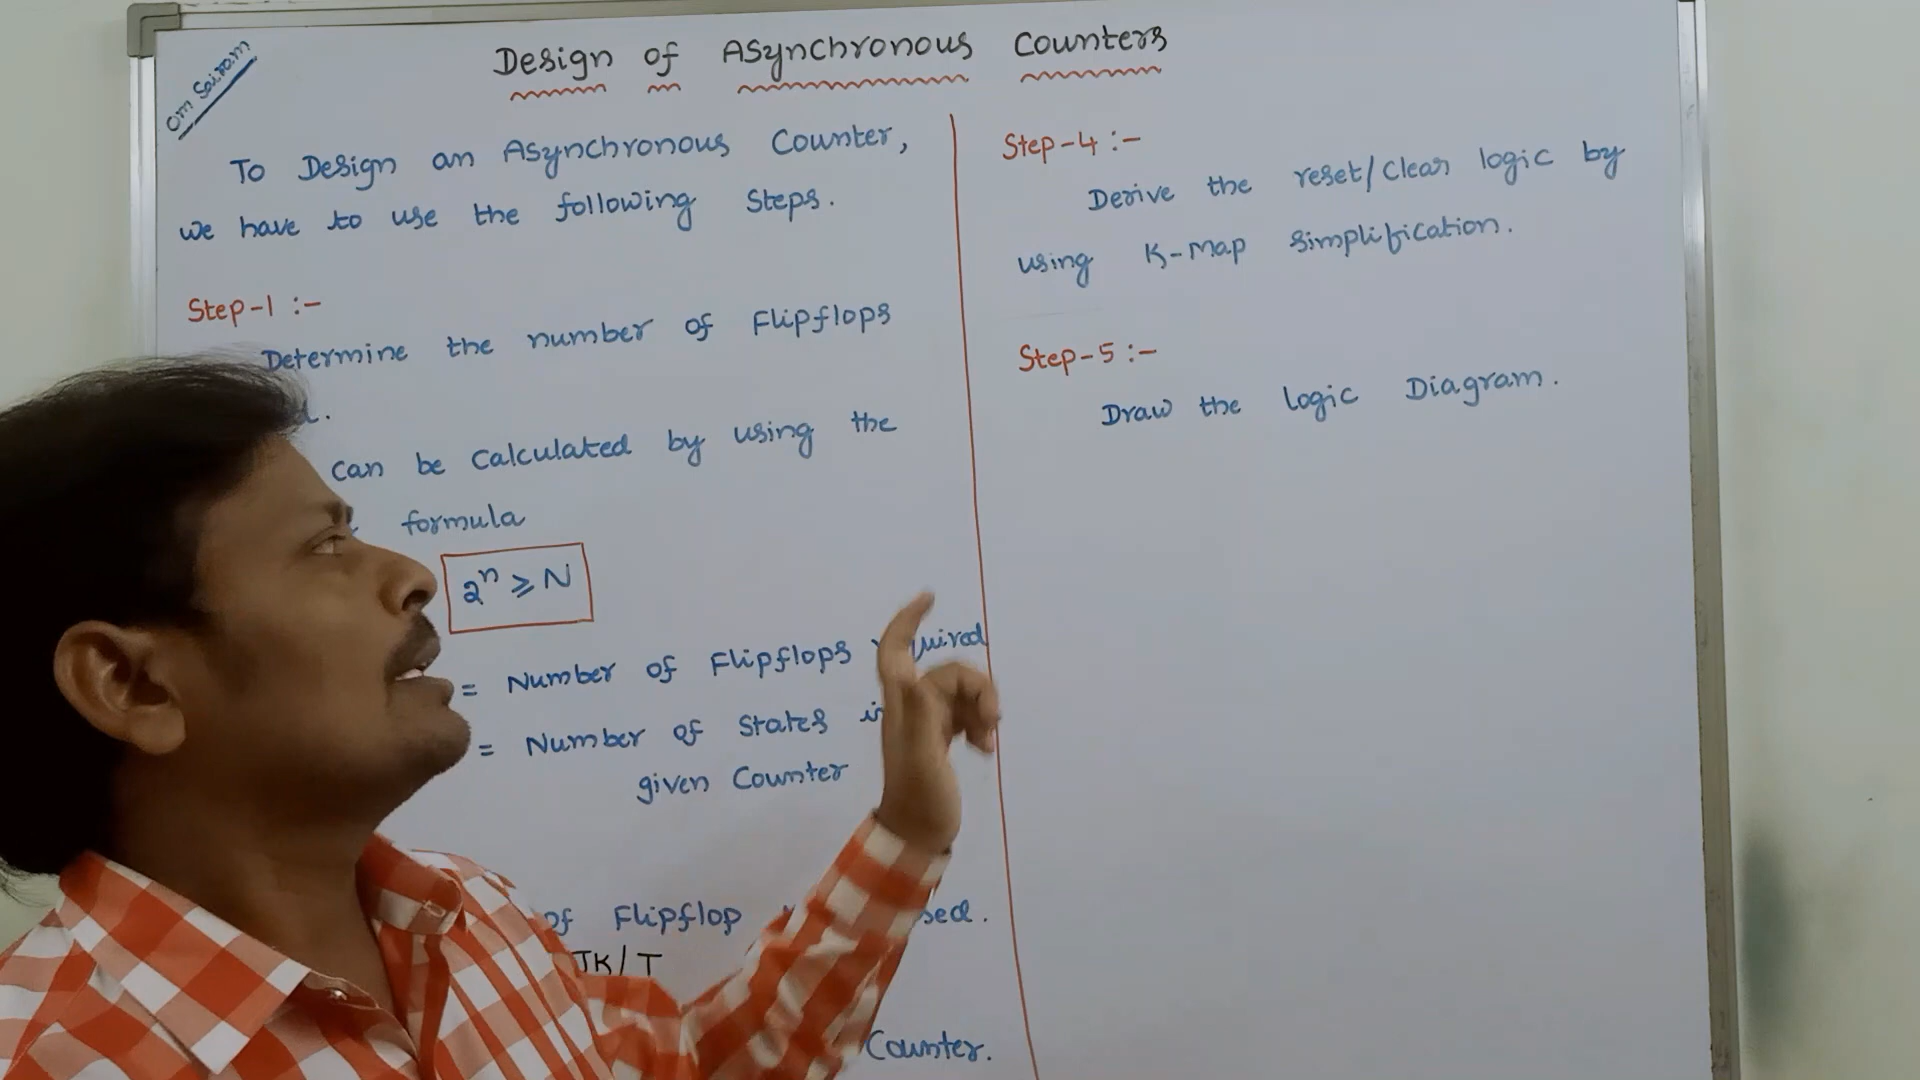 Om Sairam
Design of Asynchronous Counters
To Design an Asynchronous Counter,
we have to use the following Steps.
Step-1 :-
Determine the number of Flipflops
can be calculated by using the
formula
2ⁿ ≥ N
= Number of Flipflops
= Number of States
given Counter
of Flipflop
JK/T
Counter.
Step-4 :-
Derive the reset/Clear logic by
using K-Map Simplification.
Step-5 :-
Draw the logic Diagram.